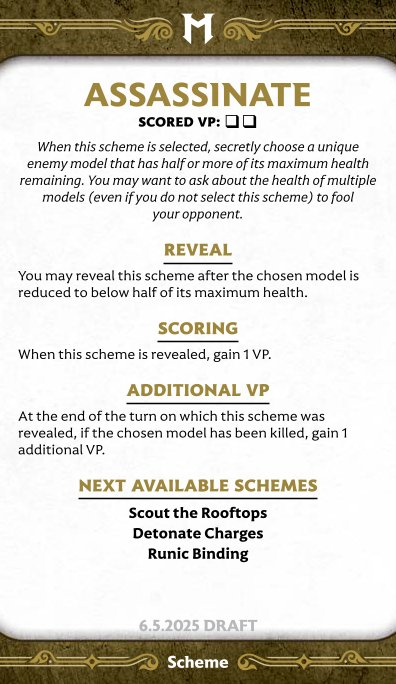 M
ASSASSINATE
SCORED VP: ❑ ❑
When this scheme is selected, secretly choose a unique
enemy model that has half or more of its maximum health
remaining. You may want to ask about the health of multiple
models (even if you do not select this scheme) to fool
your opponent.
REVEAL
You may reveal this scheme after the chosen model is
reduced to below half of its maximum health.
SCORING
When this scheme is revealed, gain 1 VP.
ADDITIONAL VP
At the end of the turn on which this scheme was
revealed, if the chosen model has been killed, gain 1
additional VP.
NEXT AVAILABLE SCHEMES
Scout the Rooftops
Detonate Charges
Runic Binding
6.5.2025 DRAFT
Scheme